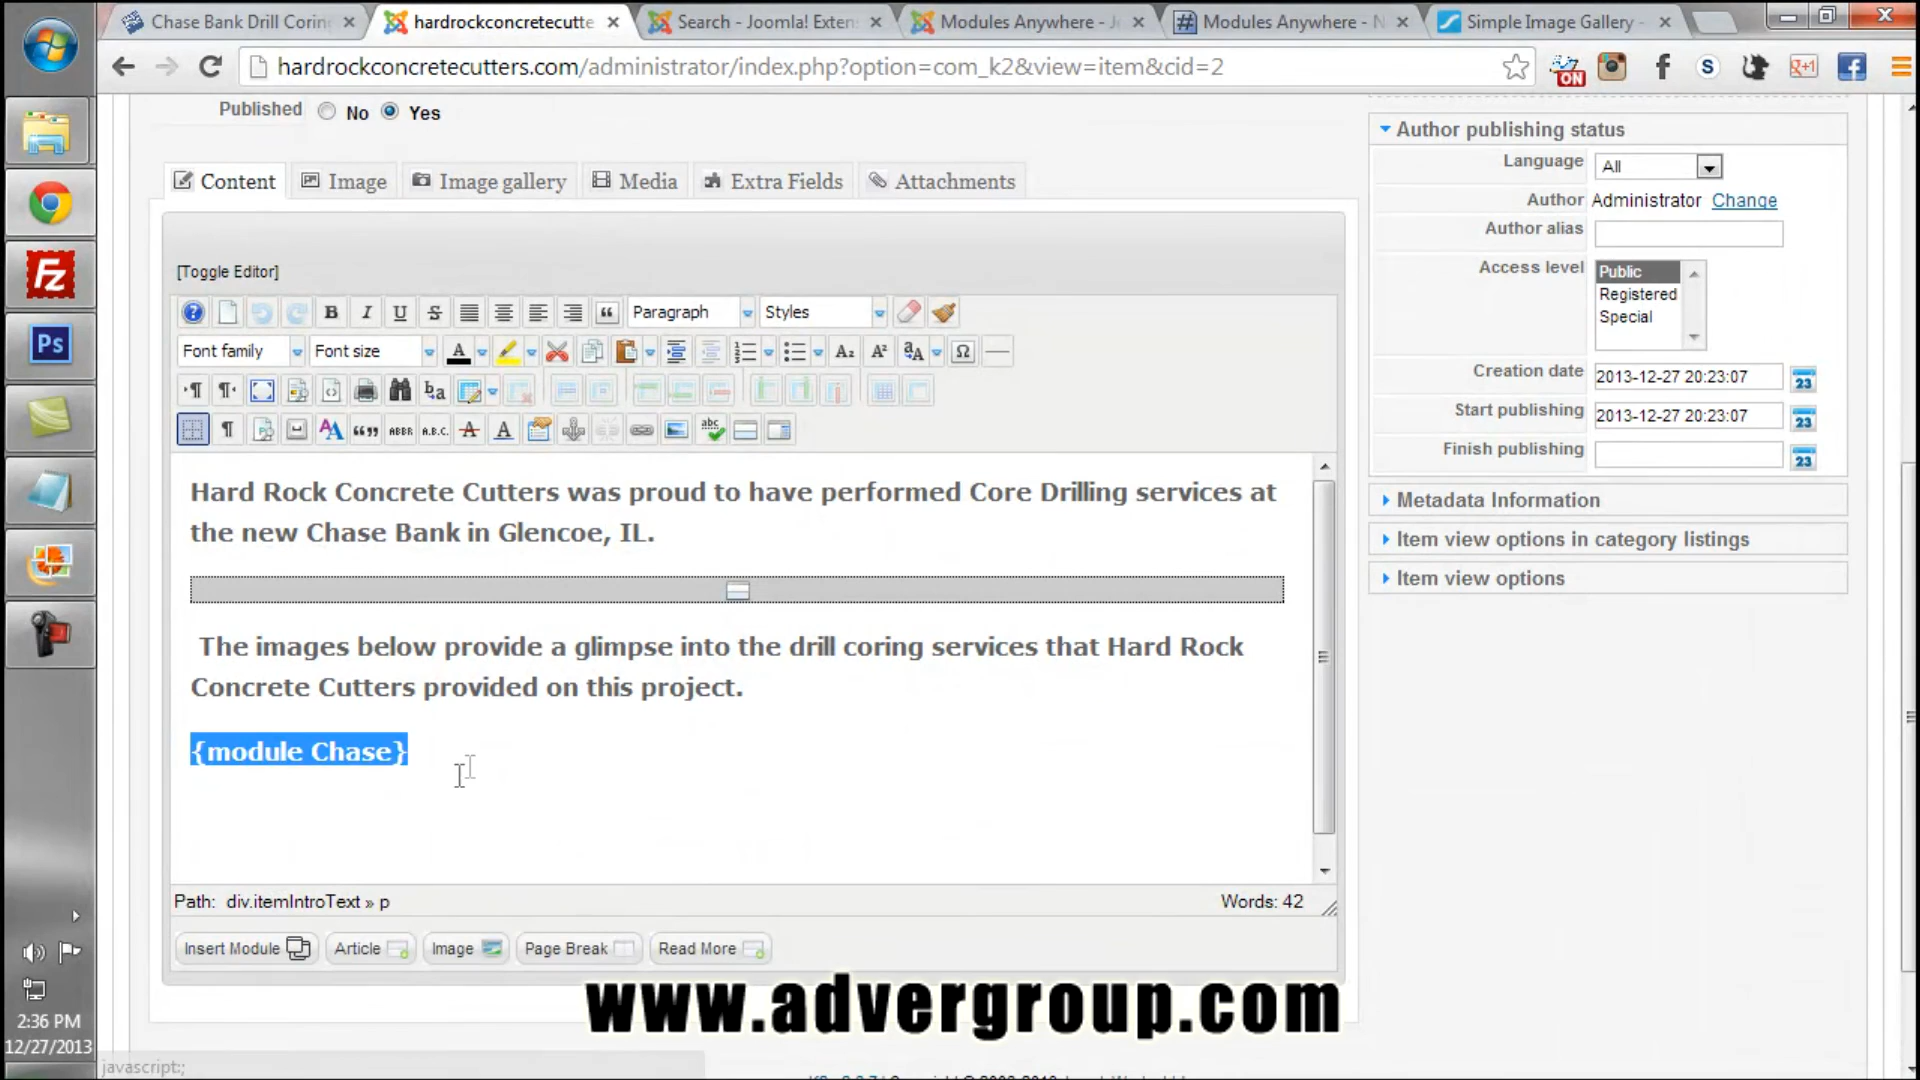 Chase Bank Drill Corin
hardrockconcretecutte
Search - Joomla! Exten
Modules Anywhere - J
Modules Anywhere - N
Simple Image Gallery -
hardrockconcretecutters.com/administrator/index.php?option=com_k2&view=item&cid=2
ON
S
g+1
Published No Yes
Content
Image
Image gallery
Media
Extra Fields
Attachments
[Toggle Editor]
Paragraph
Styles
Font family
Font size
Hard Rock Concrete Cutters was proud to have performed Core Drilling services at
the new Chase Bank in Glencoe, IL.
The images below provide a glimpse into the drill coring services that Hard Rock
Concrete Cutters provided on this project.
{module Chase}
Path: div.itemIntroText » p
Words: 42
Insert Module
Article
Image
Page Break
Read More
Author publishing status
Language All
Author Administrator Change
Author alias
Access level Public
Registered
Special
Creation date 2013-12-27 20:23:07
Start publishing 2013-12-27 20:23:07
Finish publishing
Metadata Information
Item view options in category listings
Item view options
Fz
Ps
2:36 PM
12/27/2013
javascript:;
www.advergroup.com